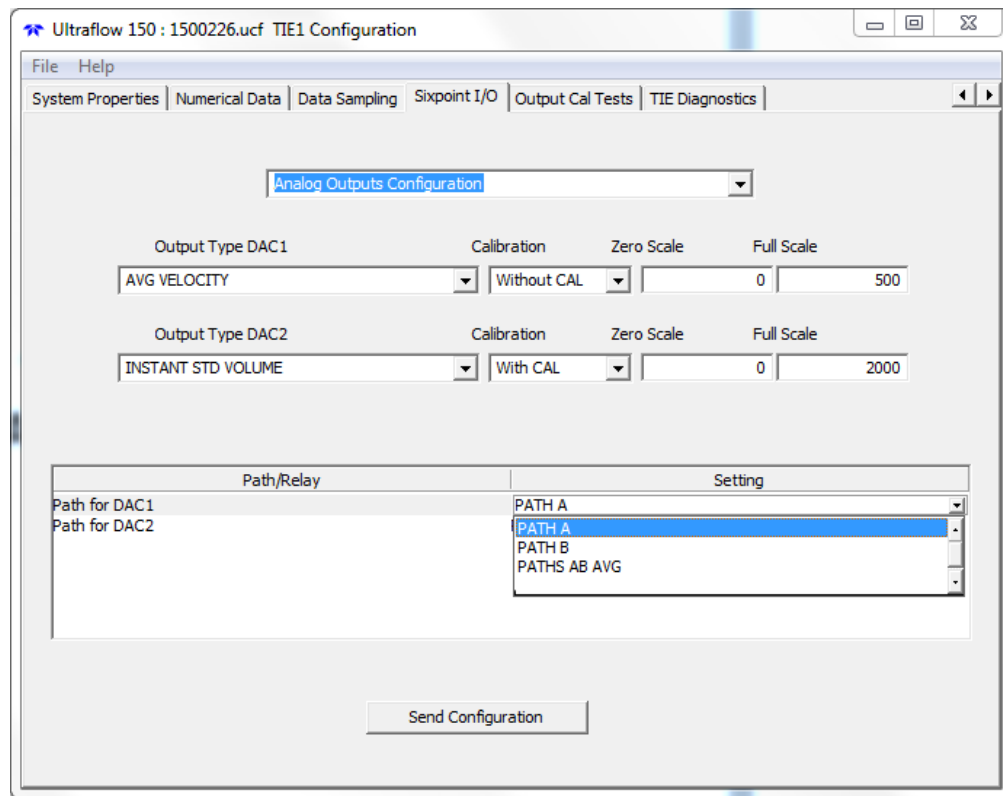 Ultraflow 150 : 1500226.ucf TIE1 Configuration
File Help
System Properties Numerical Data Data Sampling Sixpoint I/O Output Cal Tests TIE Diagnostics
Analog Outputs Configuration
Output Type DAC1 Calibration Zero Scale Full Scale
AVG VELOCITY Without CAL 0 500
Output Type DAC2 Calibration Zero Scale Full Scale
INSTANT STD VOLUME With CAL 0 2000
Path/Relay Setting
Path for DAC1 PATH A
Path for DAC2 PATH A
PATH B
PATHS AB AVG
Send Configuration